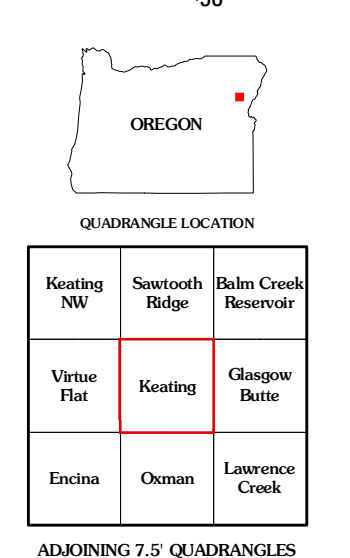 OREGON
QUADRANGLE LOCATION
Keating
NW
Sawtooth
Ridge
Balm Creek
Reservoir
Virtue
Flat
Keating
Glasgow
Butte
Encina
Oxman
Lawrence
Creek
ADJOINING 7.5' QUADRANGLES